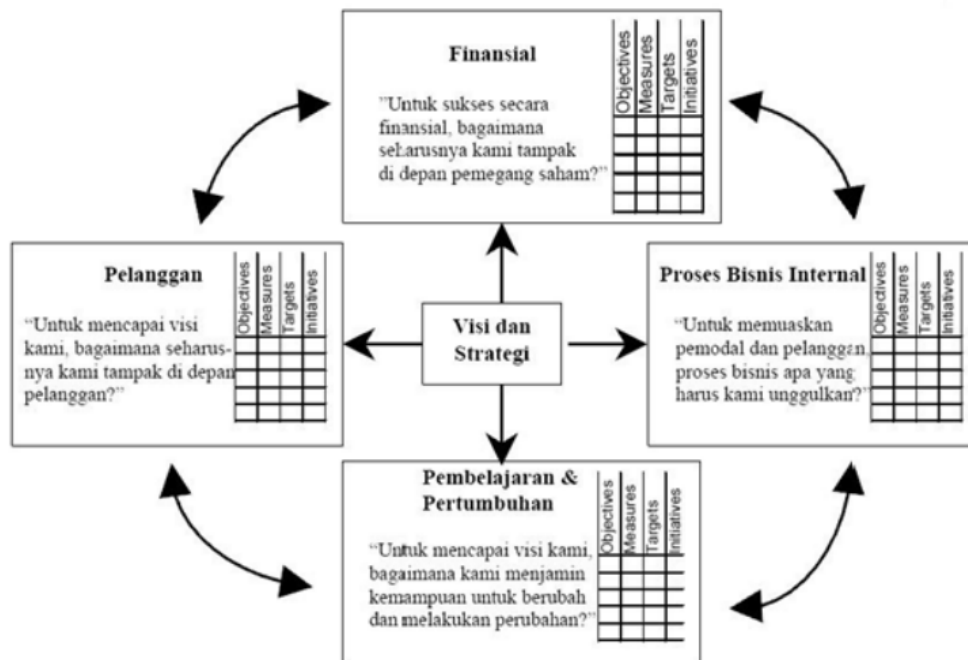 Finansial
”Untuk sukses secara
finansial, bagaimana
seharusnya kami tampak
di depan pemegang saham?”
Objectives
Measures
Targets
Initiatives
Pelanggan
“Untuk mencapai visi
kami, bagaimana seharus-
nya kami tampak di depan
pelanggan?”
Objectives
Measures
Targets
Initiatives
Visi dan
Strategi
Proses Bisnis Internal
“Untuk memuaskan
pemodal dan pelanggan,
proses bisnis apa yang
harus kami unggulkan?”
Objectives
Measures
Targets
Initiatives
Pembelajaran &
Pertumbuhan
“Untuk mencapai visi kami,
bagaimana kami menjamin
kemampuan untuk berubah
dan melakukan perubahan?”
Objectives
Measures
Targets
Initiatives